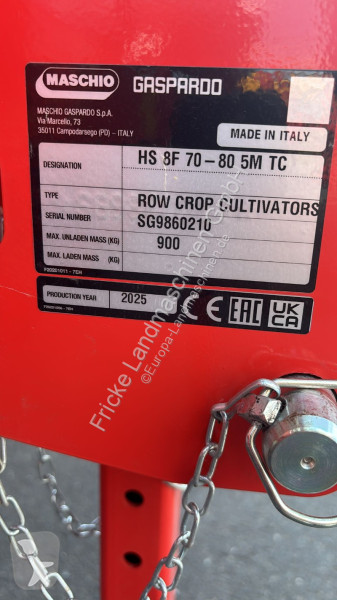 MASCHIO GASPARDO
MASCHIO GASPARDO S.p.A.
Via Marcello, 73
35011 Campodarsego (PD) - ITALY
MADE IN ITALY
DESIGNATION HS 8F 70-80 5M TC
TYPE ROW CROP CULTIVATORS
SERIAL NUMBER SG9860210
MAX. UNLADEN MASS (KG) 900
MAX. LADEN MASS (KG)
PRODUCTION YEAR 2025 CE EAC UK CA
Fricke Landmaschinen GmbH
©Europa-Landmaschinen.de